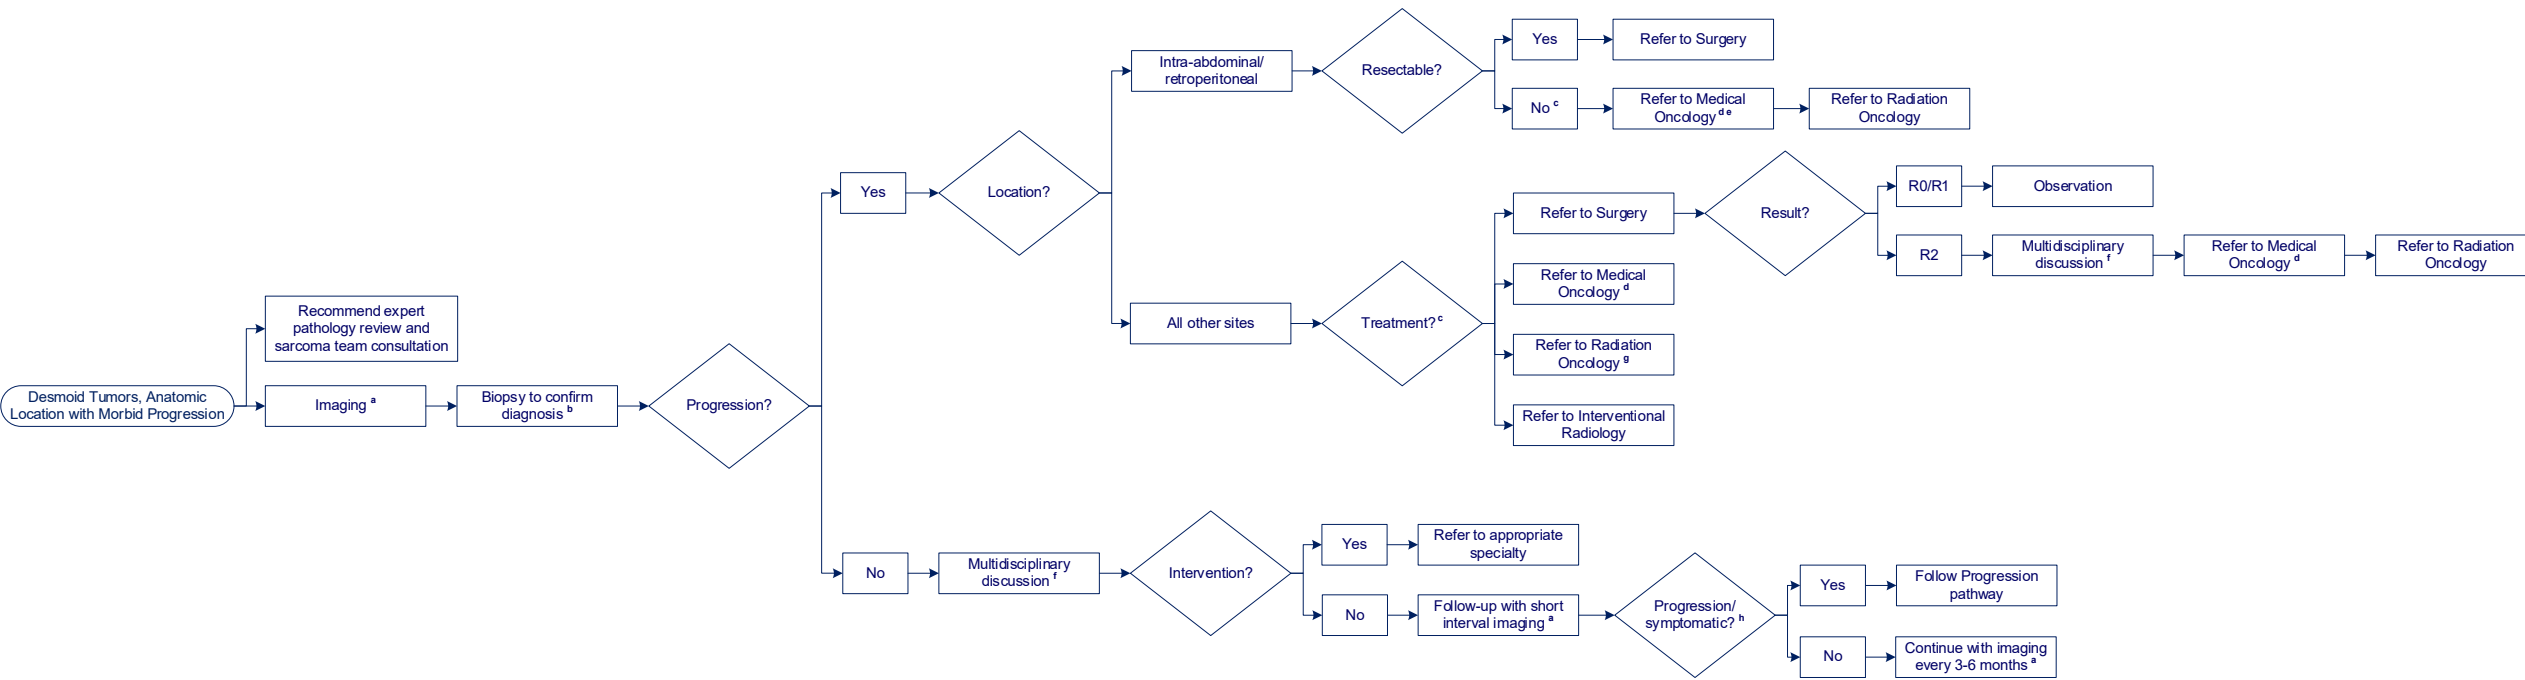 Desmoid Tumors, Anatomic
Location with Morbid Progression
Recommend expert
pathology review and
sarcoma team consultation
Imaging a
Biopsy to confirm
diagnosis b
Progression?
Yes
Location?
Intra-abdominal/
retroperitoneal
Resectable?
Yes
Refer to Surgery
No c
Refer to Medical
Oncology d e
Refer to Radiation
Oncology
All other sites
Treatment? c
Refer to Surgery
Result?
R0/R1
Observation
R2
Multidisciplinary
discussion f
Refer to Medical
Oncology d
Refer to Radiation
Oncology
Refer to Medical
Oncology d
Refer to Radiation
Oncology g
Refer to Interventional
Radiology
No
Multidisciplinary
discussion f
Intervention?
Yes
Refer to appropriate
specialty
No
Follow-up with short
interval imaging a
Progression/
symptomatic? h
Yes
Follow Progression
pathway
No
Continue with imaging
every 3-6 months a